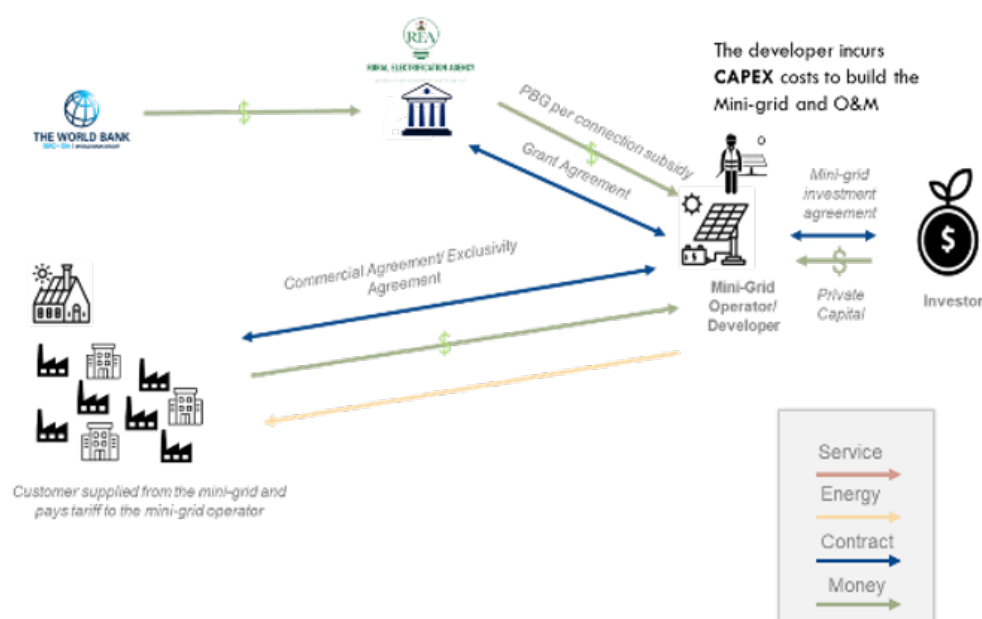 REA
RURAL ELECTRIFICATION AGENCY
The developer incurs
CAPEX costs to build the
Mini-grid and O&M
THE WORLD BANK
$
PBG per connection subsidy
$
Grant Agreement
Mini-grid
investment
agreement
$
$
Private
Capital
Investor
Mini-Grid
Operator/
Developer
Commercial Agreement/ Exclusivity
Agreement
$
Customer supplied from the mini-grid and
pays tariff to the mini-grid operator
Service
Energy
Contract
Money